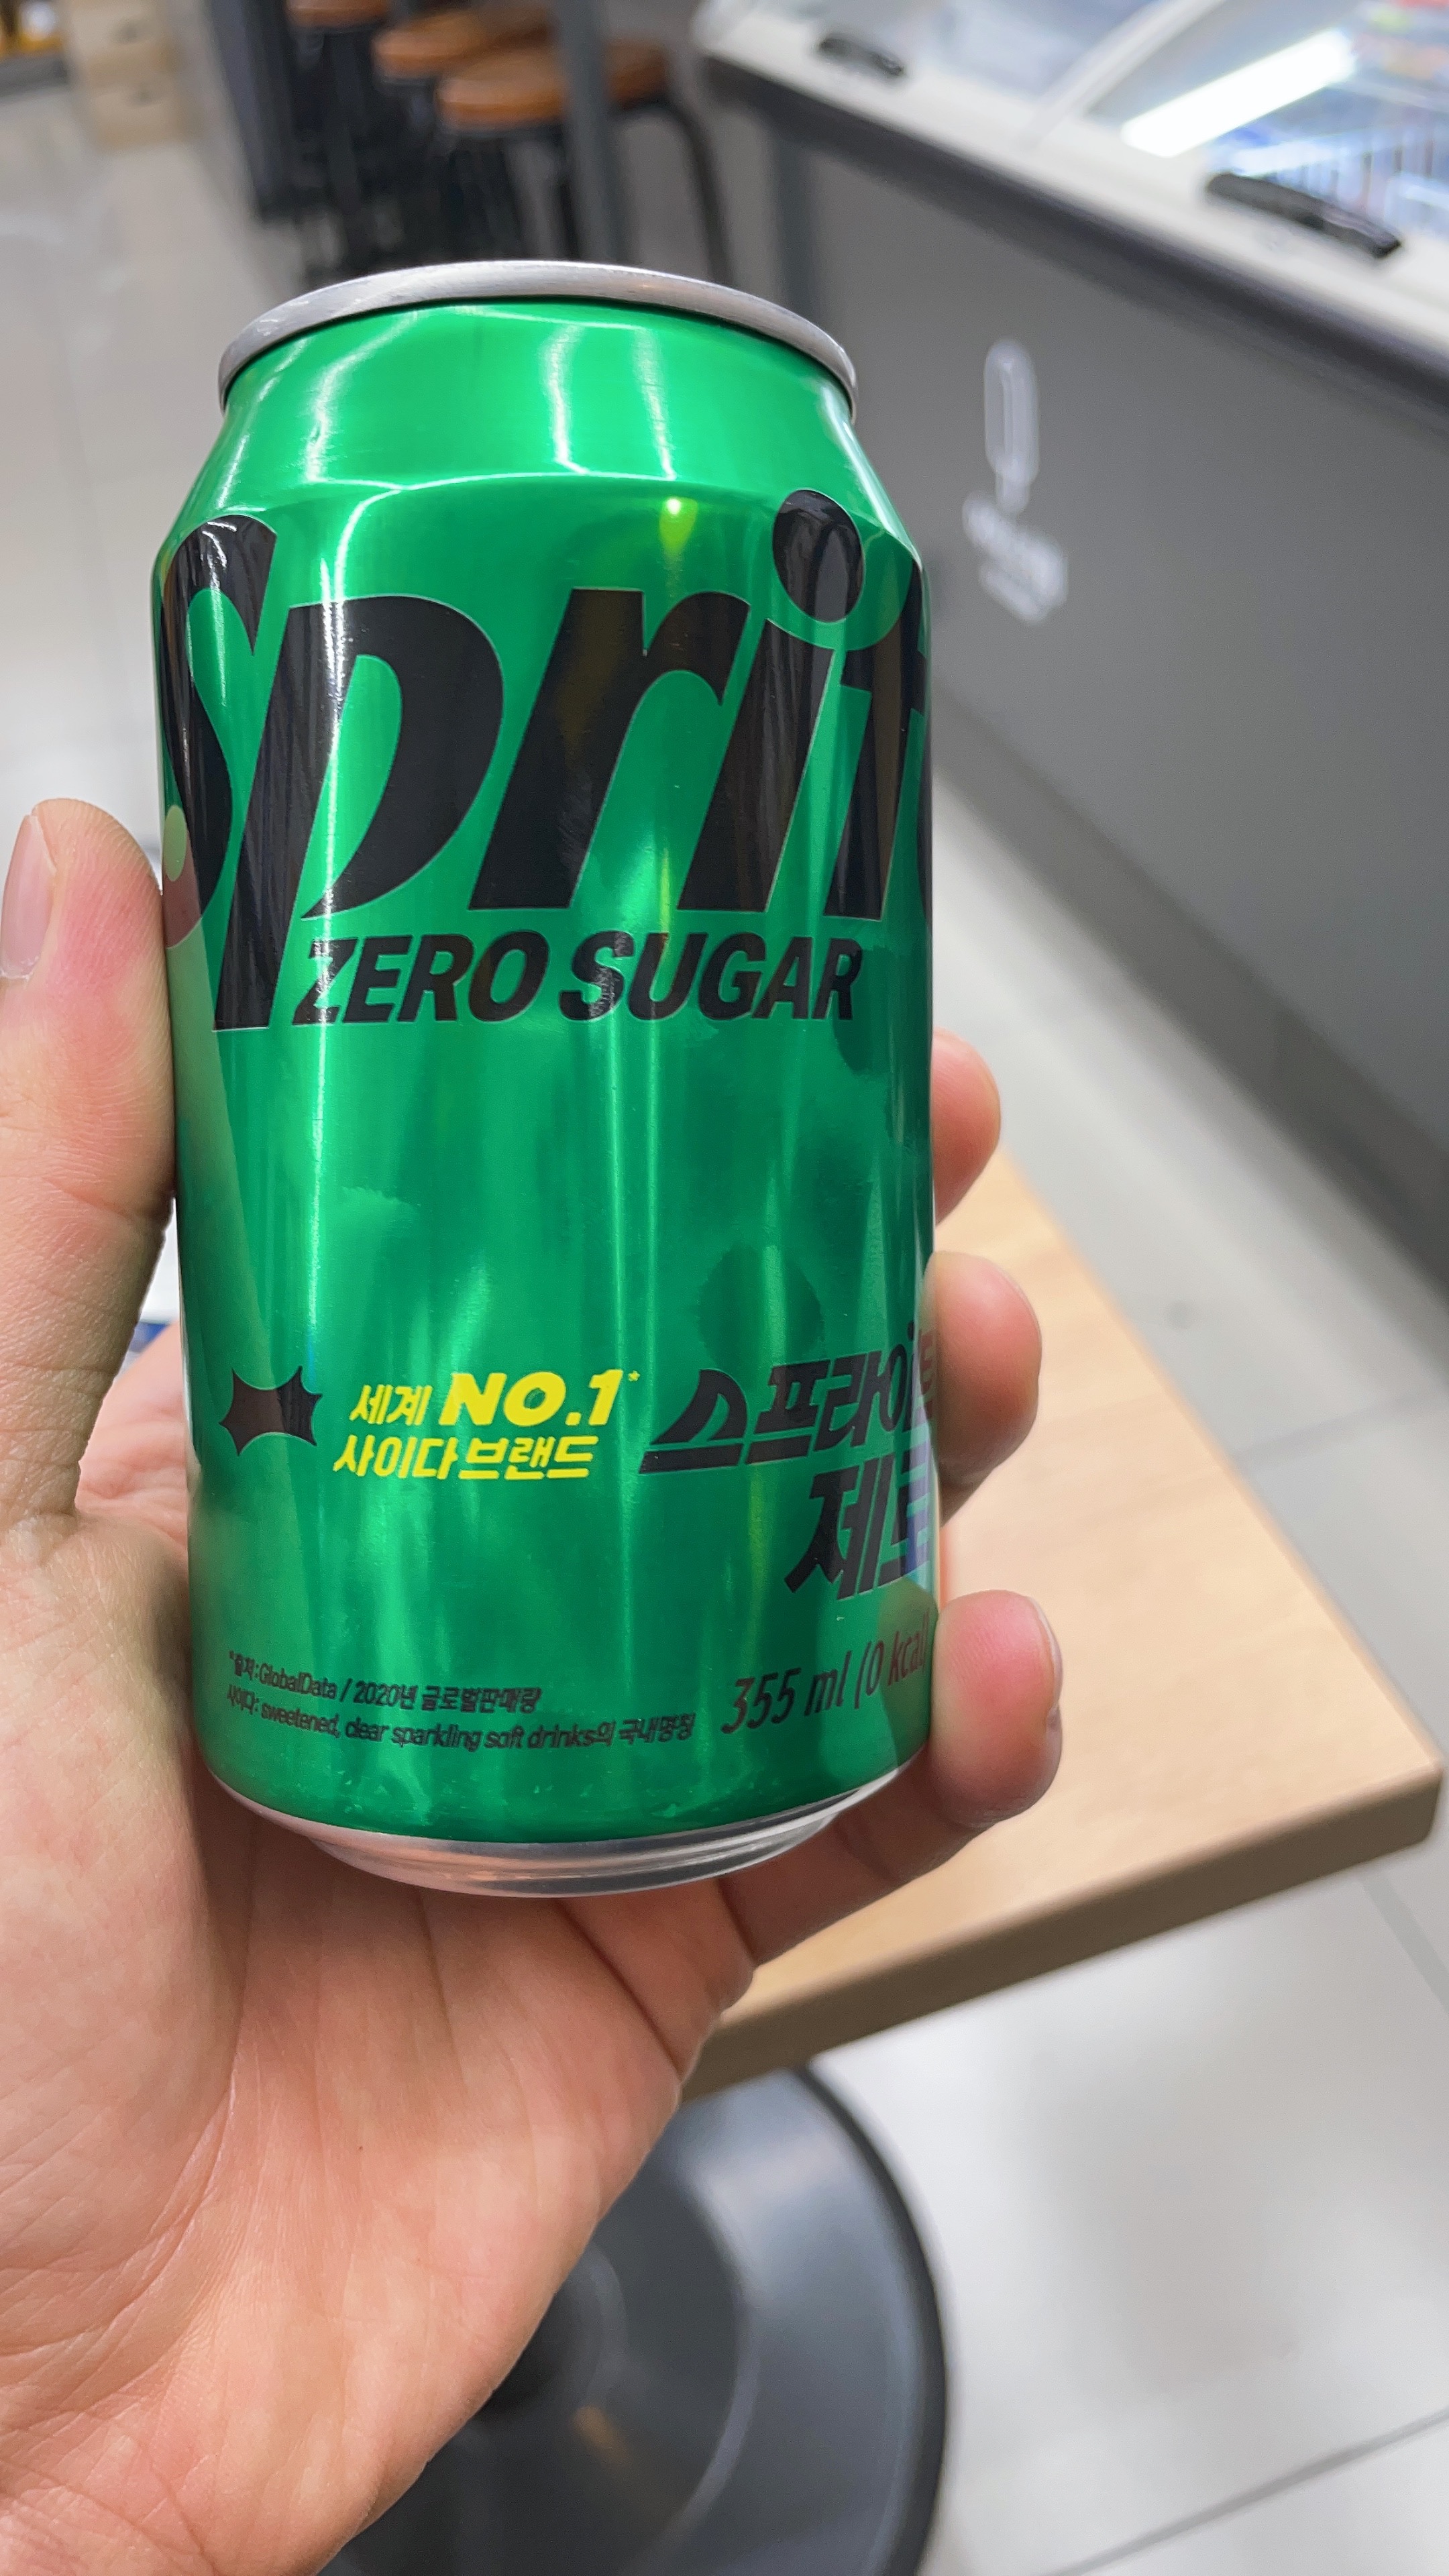 Sprite
ZERO SUGAR
세계 NO.1*
사이다 브랜드
스프라이트
제로
*출처: GlobalData / 2020년 글로벌판매량
사이다: sweetened, clear sparkling soft drinks의 국내명칭
355 ml (0 kcal)